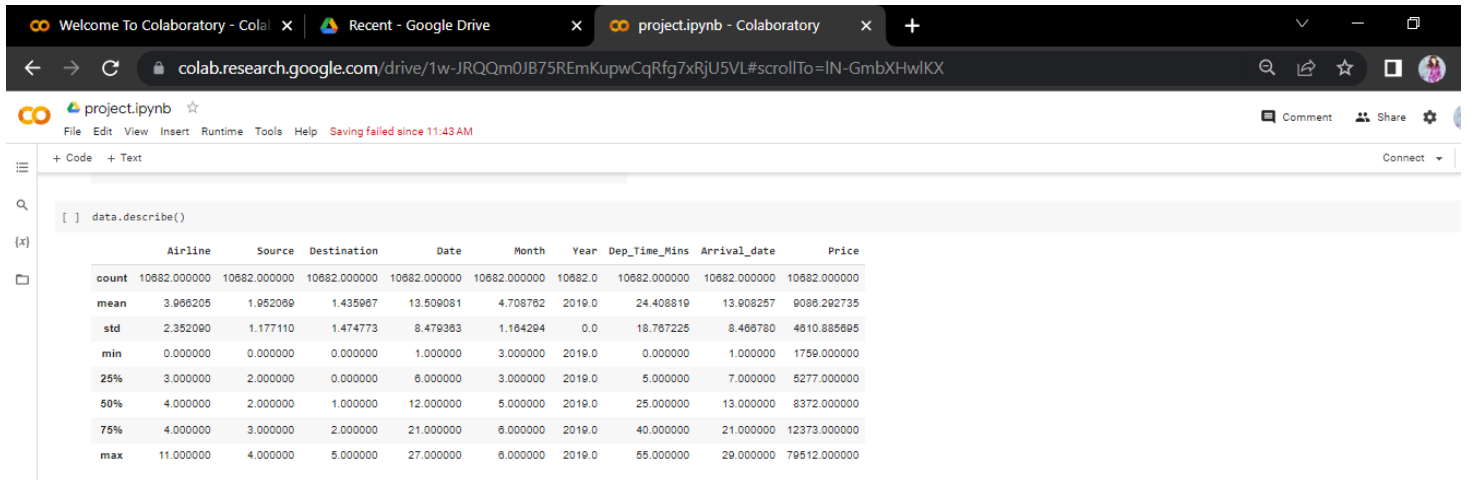 Welcome To Colaboratory - Cola Recent - Google Drive project.ipynb - Colaboratory
colab.research.google.com/drive/1w-JRQQm0JB75REmKupwCqRfg7xRjU5VL#scrollTo=lN-GmbXHwlKX
project.ipynb
Comment Share
File Edit View Insert Runtime Tools Help Saving failed since 11:43 AM
+ Code + Text Connect
[ ] data.describe()
{x}
Airline Source Destination Date Month Year Dep_Time_Mins Arrival_date Price
count 10682.000000 10682.000000 10682.000000 10682.000000 10682.000000 10682.0 10682.000000 10682.000000 10682.000000
mean 3.966205 1.952069 1.435967 13.509081 4.708762 2019.0 24.408819 13.908257 9086.292735
std 2.352090 1.177110 1.474773 8.479363 1.164294 0.0 18.767225 8.466780 4610.885695
min 0.000000 0.000000 0.000000 1.000000 3.000000 2019.0 0.000000 1.000000 1759.000000
25% 3.000000 2.000000 0.000000 6.000000 3.000000 2019.0 5.000000 7.000000 5277.000000
50% 4.000000 2.000000 1.000000 12.000000 5.000000 2019.0 25.000000 13.000000 8372.000000
75% 4.000000 3.000000 2.000000 21.000000 6.000000 2019.0 40.000000 21.000000 12373.000000
max 11.000000 4.000000 5.000000 27.000000 6.000000 2019.0 55.000000 29.000000 79512.000000